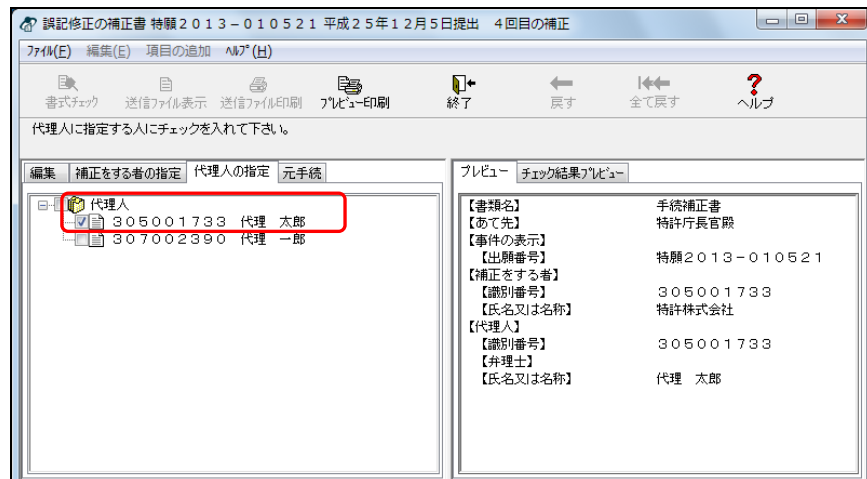 誤記修正の補正書 特願2013-010521 平成25年12月5日提出 4回目の補正
ファイル(F) 編集(E) 項目の追加 ヘルプ(H)
書式チェック 送信ファイル表示 送信ファイル印刷 プレビュー印刷 終了 戻す 全て戻す ヘルプ
代理人に指定する人にチェックを入れて下さい。
編集 補正をする者の指定 代理人の指定 元手続
代理人
305001733 代理 太郎
307002390 代理 一郎
プレビュー チェック結果プレビュー
【書類名】 手続補正書
【あて先】 特許庁長官殿
【事件の表示】
【出願番号】 特願2013-010521
【補正をする者】
【識別番号】 305001733
【氏名又は名称】 特許株式会社
【代理人】
【識別番号】 305001733
【弁理士】
【氏名又は名称】 代理 太郎